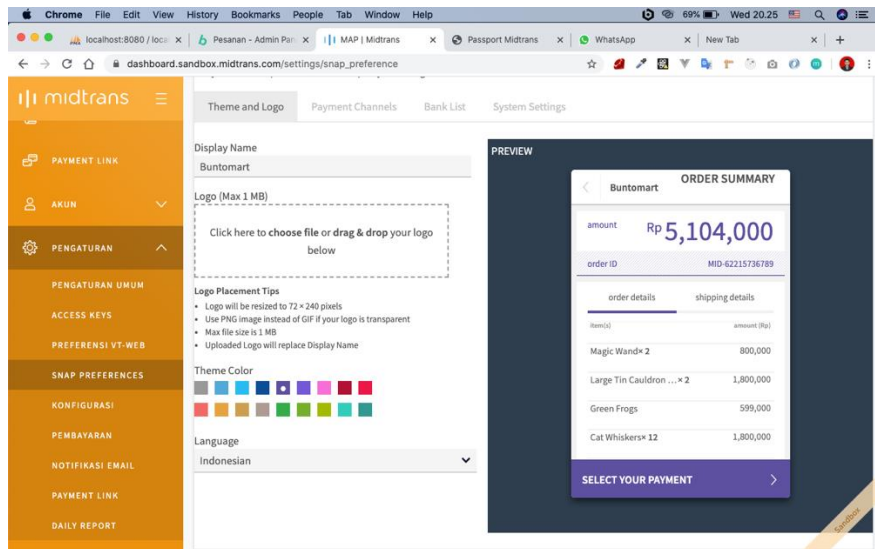 Chrome File Edit View History Bookmarks People Tab Window Help 69% Wed 20.25
localhost:8080 / local Pesanan - Admin Pan MAP | Midtrans Passport Midtrans WhatsApp New Tab
dashboard.sandbox.midtrans.com/settings/snap_preference
midtrans
PAYMENT LINK
AKUN
PENGATURAN
PENGATURAN UMUM
ACCESS KEYS
PREFERENSI VT-WEB
SNAP PREFERENCES
KONFIGURASI
PEMBAYARAN
NOTIFIKASI EMAIL
PAYMENT LINK
DAILY REPORT
Theme and Logo Payment Channels Bank List System Settings
Display Name
Buntomart
Logo (Max 1 MB)
Click here to choose file or drag & drop your logo
below
Logo Placement Tips
• Logo will be resized to 72 × 240 pixels
• Use PNG image instead of GIF if your logo is transparent
• Max file size is 1 MB
• Uploaded Logo will replace Display Name
Theme Color
Language
Indonesian
PREVIEW
Buntomart ORDER SUMMARY
amount Rp 5,104,000
order ID MID-62215736789
order details shipping details
item(s) amount (Rp)
Magic Wand× 2 800,000
Large Tin Cauldron ...× 2 1,800,000
Green Frogs 599,000
Cat Whiskers× 12 1,800,000
SELECT YOUR PAYMENT
Sandbox